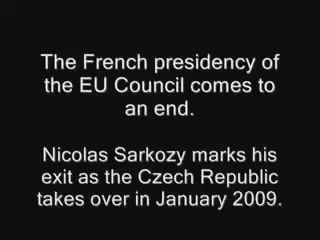 The French presidency of
the EU Council comes to
an end.
Nicolas Sarkozy marks his
exit as the Czech Republic
takes over in January 2009.